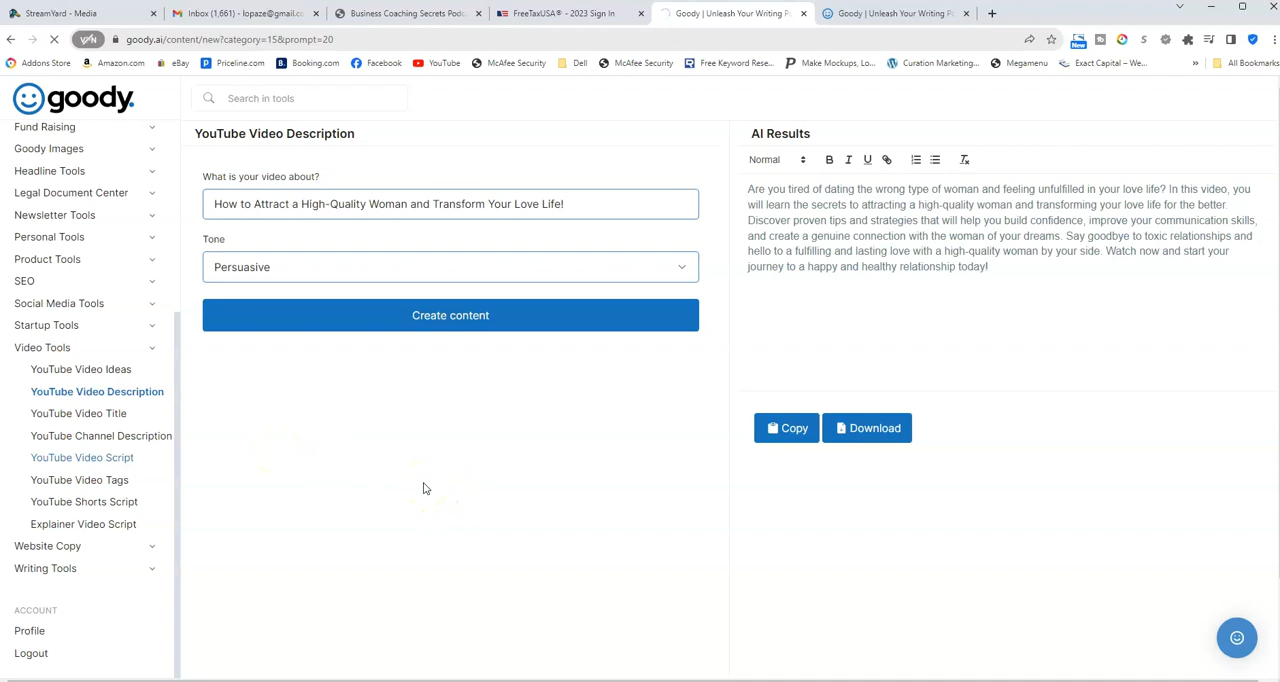 StreamYard - Media
Inbox (1,661) - lopaze@gmail.co
Business Coaching Secrets Podc
FreeTaxUSA® - 2023 Sign In
Goody | Unleash Your Writing P
Goody | Unleash Your Writing P
goody.ai/content/new?category=15&prompt=20
New
Addons Store
Amazon.com
eBay
Priceline.com
Booking.com
Facebook
YouTube
McAfee Security
Dell
McAfee Security
Free Keyword Rese...
Make Mockups, Lo...
Curation Marketing...
Megamenu
Exact Capital – We...
»
All Bookmarks
goody.
Search in tools
Fund Raising
Goody Images
Headline Tools
Legal Document Center
Newsletter Tools
Personal Tools
Product Tools
SEO
Social Media Tools
Startup Tools
Video Tools
YouTube Video Ideas
YouTube Video Description
YouTube Video Title
YouTube Channel Description
YouTube Video Script
YouTube Video Tags
YouTube Shorts Script
Explainer Video Script
Website Copy
Writing Tools
ACCOUNT
Profile
Logout
YouTube Video Description
What is your video about?
How to Attract a High-Quality Woman and Transform Your Love Life!
Tone
Persuasive
Create content
AI Results
Normal
B I U
Are you tired of dating the wrong type of woman and feeling unfulfilled in your love life? In this video, you
will learn the secrets to attracting a high-quality woman and transforming your love life for the better.
Discover proven tips and strategies that will help you build confidence, improve your communication skills,
and create a genuine connection with the woman of your dreams. Say goodbye to toxic relationships and
hello to a fulfilling and lasting love with a high-quality woman by your side. Watch now and start your
journey to a happy and healthy relationship today!
Copy
Download